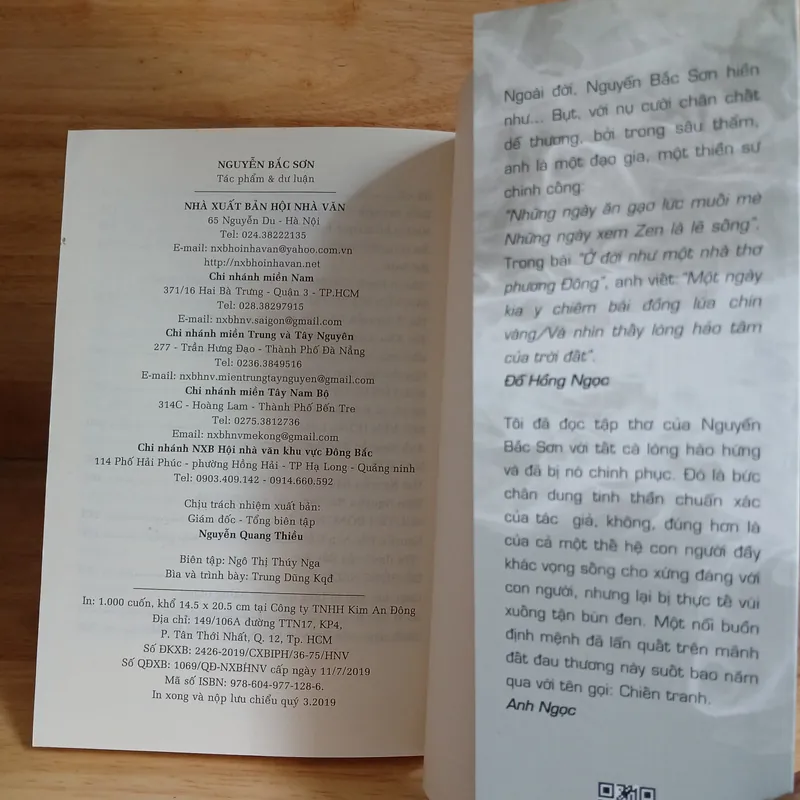 NGUYỄN BẮC SƠN
Tác phẩm & dư luận
NHÀ XUẤT BẢN HỘI NHÀ VĂN
65 Nguyễn Du - Hà Nội
Tel: 024.38222135
E-mail: nxbhoinhavan@yahoo.com.vn
http://nxbhoinhavan.net
Chi nhánh miền Nam
371/16 Hai Bà Trưng - Quận 3 - TP.HCM
Tel: 028.38297915
E-mail: nxbhnv.saigon@gmail.com
Chi nhánh miền Trung và Tây Nguyên
277 - Trần Hưng Đạo - Thành Phố Đà Nẵng
Tel: 0236.3849516
E-mail: nxbhnv.mientrungtaynguyen@gmail.com
Chi nhánh miền Tây Nam Bộ
314C - Hoàng Lam - Thành Phố Bến Tre
Tel: 0275.3812736
Email: nxbhnvmekong@gmail.com
Chi nhánh NXB Hội nhà văn khu vực Đông Bắc
114 Phố Hải Phúc - phường Hồng Hải - TP Hạ Long - Quảng ninh
Tel: 0903.409.142 - 0914.660.592
Chịu trách nhiệm xuất bản:
Giám đốc - Tổng biên tập
Nguyễn Quang Thiều
Biên tập: Ngô Thị Thúy Nga
Bìa và trình bày: Trung Dũng Kqđ
In: 1.000 cuốn, khổ 14.5 x 20.5 cm tại Công ty TNHH Kim An Đông
Địa chỉ: 149/106A đường TTN17, KP4,
P. Tân Thới Nhất, Q. 12, Tp. HCM
Số ĐKXB: 2426-2019/CXBIPH/36-75/HNV
Số QĐXB: 1069/QĐ-NXBHNV cấp ngày 11/7/2019
Mã số ISBN: 978-604-977-128-6.
In xong và nộp lưu chiểu quý 3.2019
Ngoài đời, Nguyễn Bắc Sơn hiền
như... Bụt, với nụ cười chân chất
dễ thương, bởi trong sâu thẳm,
anh là một đạo gia, một thiền sư
chính cống:
"Những ngày ăn gạo lức muối mè
Những ngày xem Zen là lẽ sống".
Trong bài "Ở đời như một nhà thơ
phương Đông", anh viết: "Một ngày
kia y chiêm bái đồng lúa chín
vàng/Và nhìn thấy lòng hảo tâm
của trời đất".
Đỗ Hồng Ngọc
Tôi đã đọc tập thơ của Nguyễn
Bắc Sơn với tất cả lòng hào hứng
và đã bị nó chinh phục. Đó là bức
chân dung tinh thần chuẩn xác
của tác giả, không, đúng hơn là
của cả một thế hệ con người đầy
khác vọng sống cho xứng đáng với
con người, nhưng lại bị thực tế vùi
xuống tận bùn đen. Một nỗi buồn
định mệnh đã lẩn quất trên mảnh
đất đau thương này suốt bao năm
qua với tên gọi: Chiến tranh.
Anh Ngọc